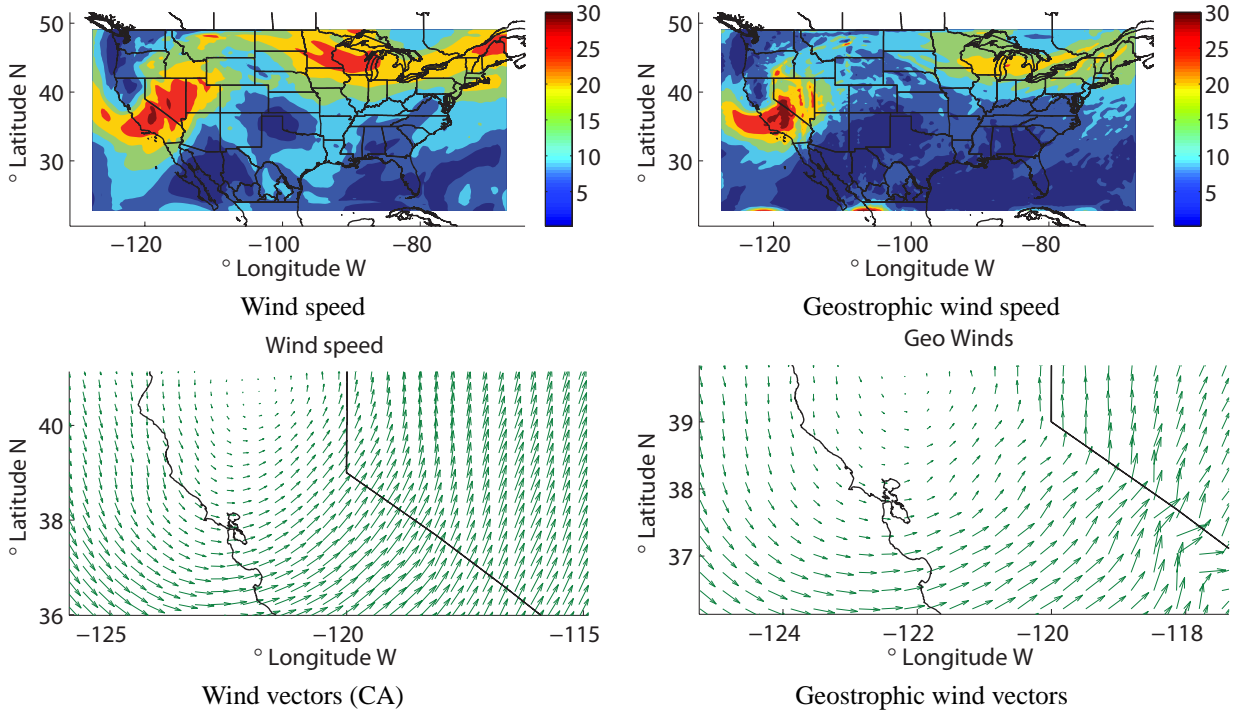 50
40
30
° Latitude N
−120
−100
−80
° Longitude W
30
25
20
15
10
5
Wind speed
50
40
30
° Latitude N
−120
−100
−80
° Longitude W
30
25
20
15
10
5
Geostrophic wind speed
Wind speed
40
38
36
° Latitude N
−125
−120
−115
° Longitude W
Wind vectors (CA)
Geo Winds
39
38
37
° Latitude N
−124
−122
−120
−118
° Longitude W
Geostrophic wind vectors